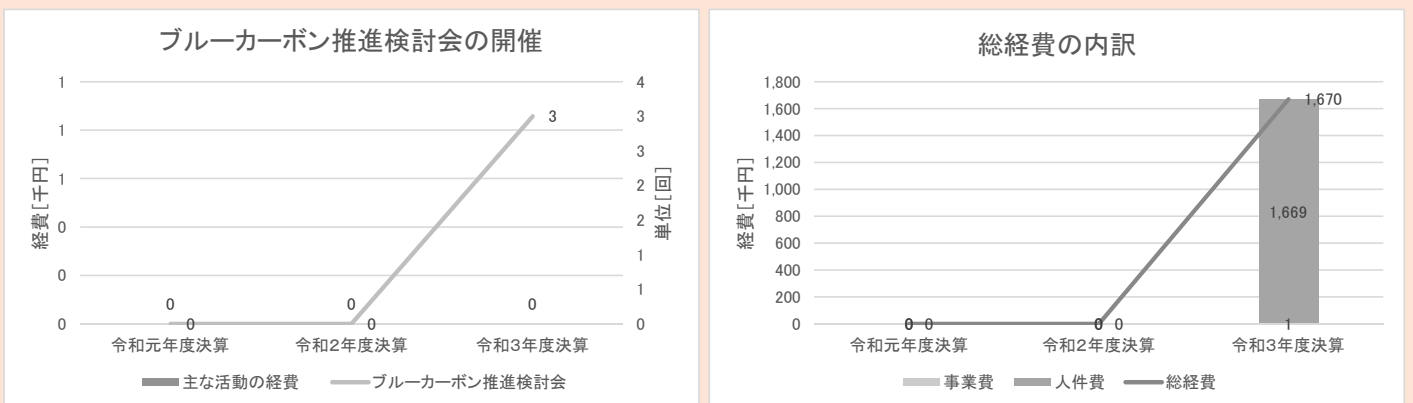 ブルーカーボン推進検討会の開催
経費[千円]
1
1
1
0
0
0
4
3
3
2
2
1
1
0
単位[回]
3
0
0
0
0
0
令和元年度決算
令和2年度決算
令和3年度決算
主な活動の経費
ブルーカーボン推進検討会
総経費の内訳
経費[千円]
1,800
1,600
1,400
1,200
1,000
800
600
400
200
0
1,670
1,669
0
0
0
0
0
0
1
令和元年度決算
令和2年度決算
令和3年度決算
事業費
人件費
総経費